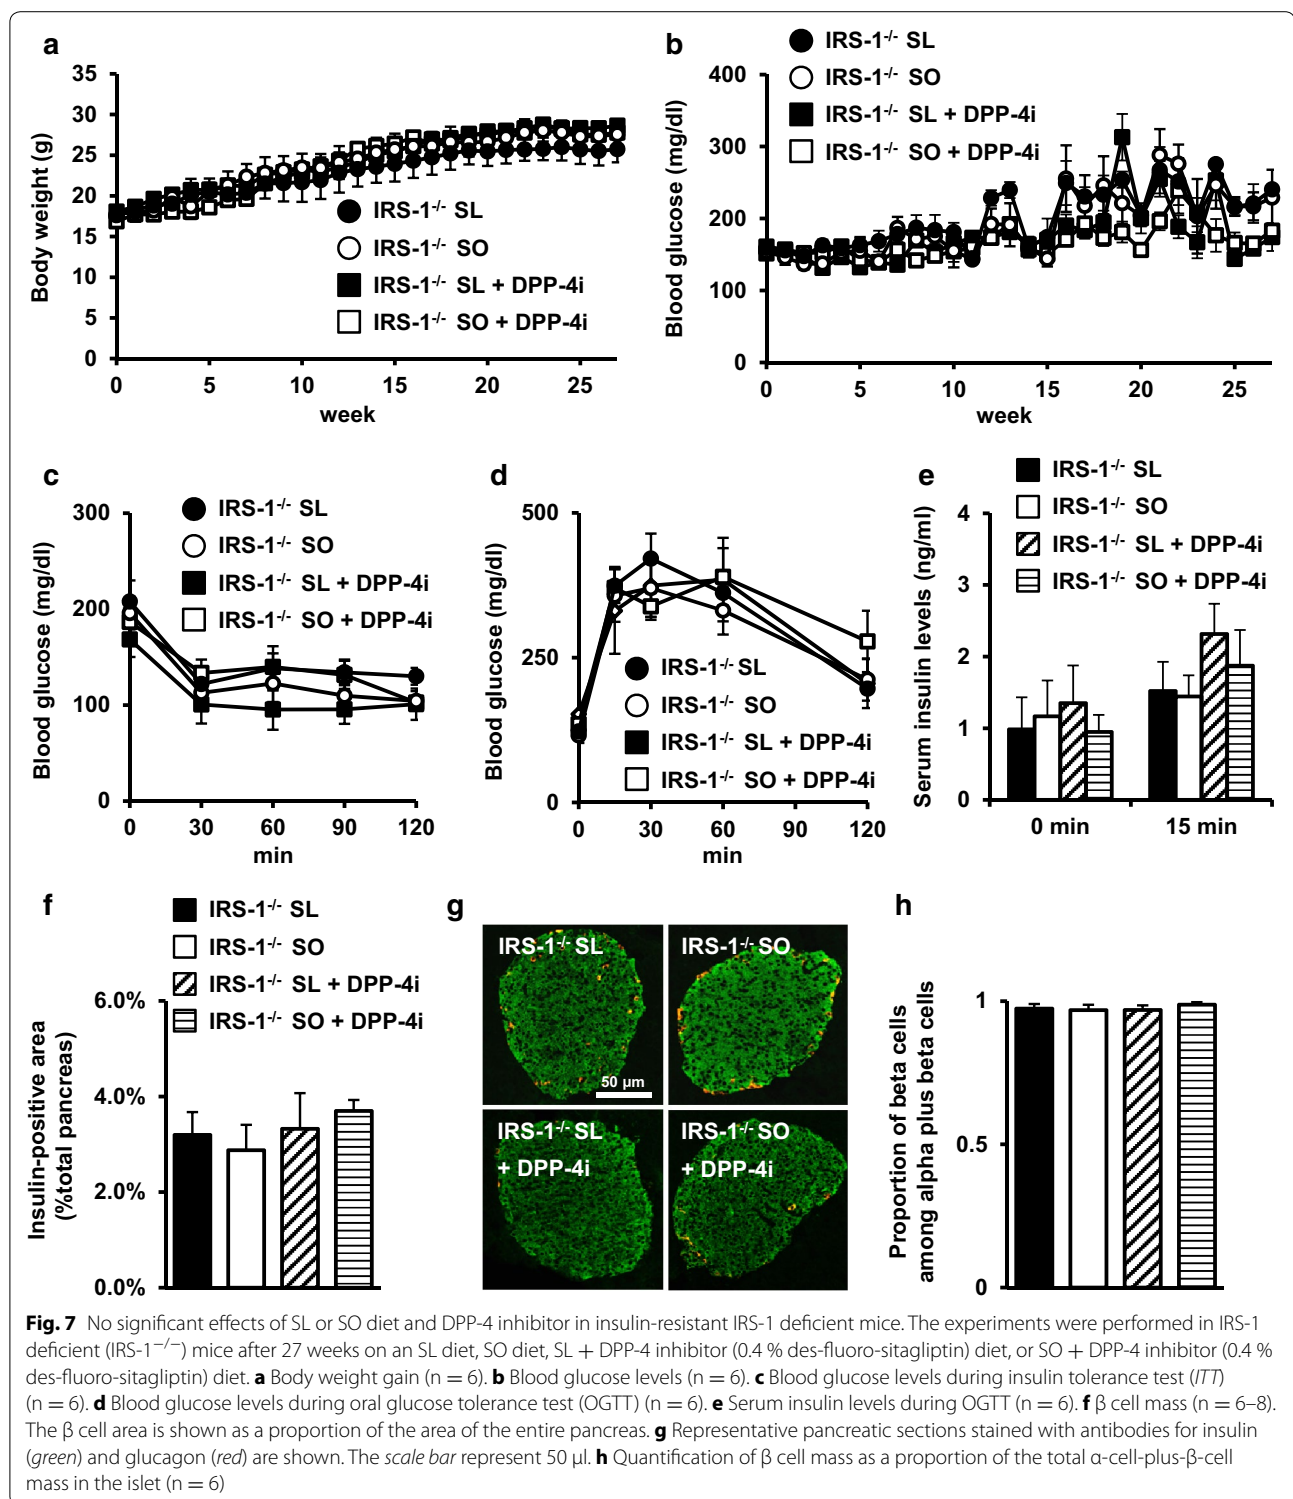 a
35
30
25
20
15
10
5
0
Body weight (g)
0 5 10 15 20 25
week
IRS-1-/- SL
IRS-1-/- SO
IRS-1-/- SL + DPP-4i
IRS-1-/- SO + DPP-4i
b
IRS-1-/- SL
IRS-1-/- SO
IRS-1-/- SL + DPP-4i
IRS-1-/- SO + DPP-4i
400
300
200
100
0
Blood glucose (mg/dl)
0 5 10 15 20 25
week
c
IRS-1-/- SL
IRS-1-/- SO
IRS-1-/- SL + DPP-4i
IRS-1-/- SO + DPP-4i
300
200
100
0
Blood glucose (mg/dl)
0 30 60 90 120
min
d
500
250
0
Blood glucose (mg/dl)
IRS-1-/- SL
IRS-1-/- SO
IRS-1-/- SL + DPP-4i
IRS-1-/- SO + DPP-4i
0 30 60 90 120
min
e
IRS-1-/- SL
IRS-1-/- SO
IRS-1-/- SL + DPP-4i
IRS-1-/- SO + DPP-4i
4
3
2
1
0
Serum insulin levels (ng/ml)
0 min 15 min
f
IRS-1-/- SL
IRS-1-/- SO
IRS-1-/- SL + DPP-4i
IRS-1-/- SO + DPP-4i
6.0%
4.0%
2.0%
0.0%
Insulin-positive area
(%total pancreas)
g
IRS-1-/- SL
IRS-1-/- SO
50 μm
IRS-1-/- SL
+ DPP-4i
IRS-1-/- SO
+ DPP-4i
h
1
0.5
0
Proportion of beta cells
among alpha plus beta cells
Fig. 7 No significant effects of SL or SO diet and DPP-4 inhibitor in insulin-resistant IRS-1 deficient mice. The experiments were performed in IRS-1
deficient (IRS-1−/−) mice after 27 weeks on an SL diet, SO diet, SL + DPP-4 inhibitor (0.4 % des-fluoro-sitagliptin) diet, or SO + DPP-4 inhibitor (0.4 %
des-fluoro-sitagliptin) diet. a Body weight gain (n = 6). b Blood glucose levels (n = 6). c Blood glucose levels during insulin tolerance test (ITT)
(n = 6). d Blood glucose levels during oral glucose tolerance test (OGTT) (n = 6). e Serum insulin levels during OGTT (n = 6). f β cell mass (n = 6–8).
The β cell area is shown as a proportion of the area of the entire pancreas. g Representative pancreatic sections stained with antibodies for insulin
(green) and glucagon (red) are shown. The scale bar represent 50 μl. h Quantification of β cell mass as a proportion of the total α-cell-plus-β-cell
mass in the islet (n = 6)